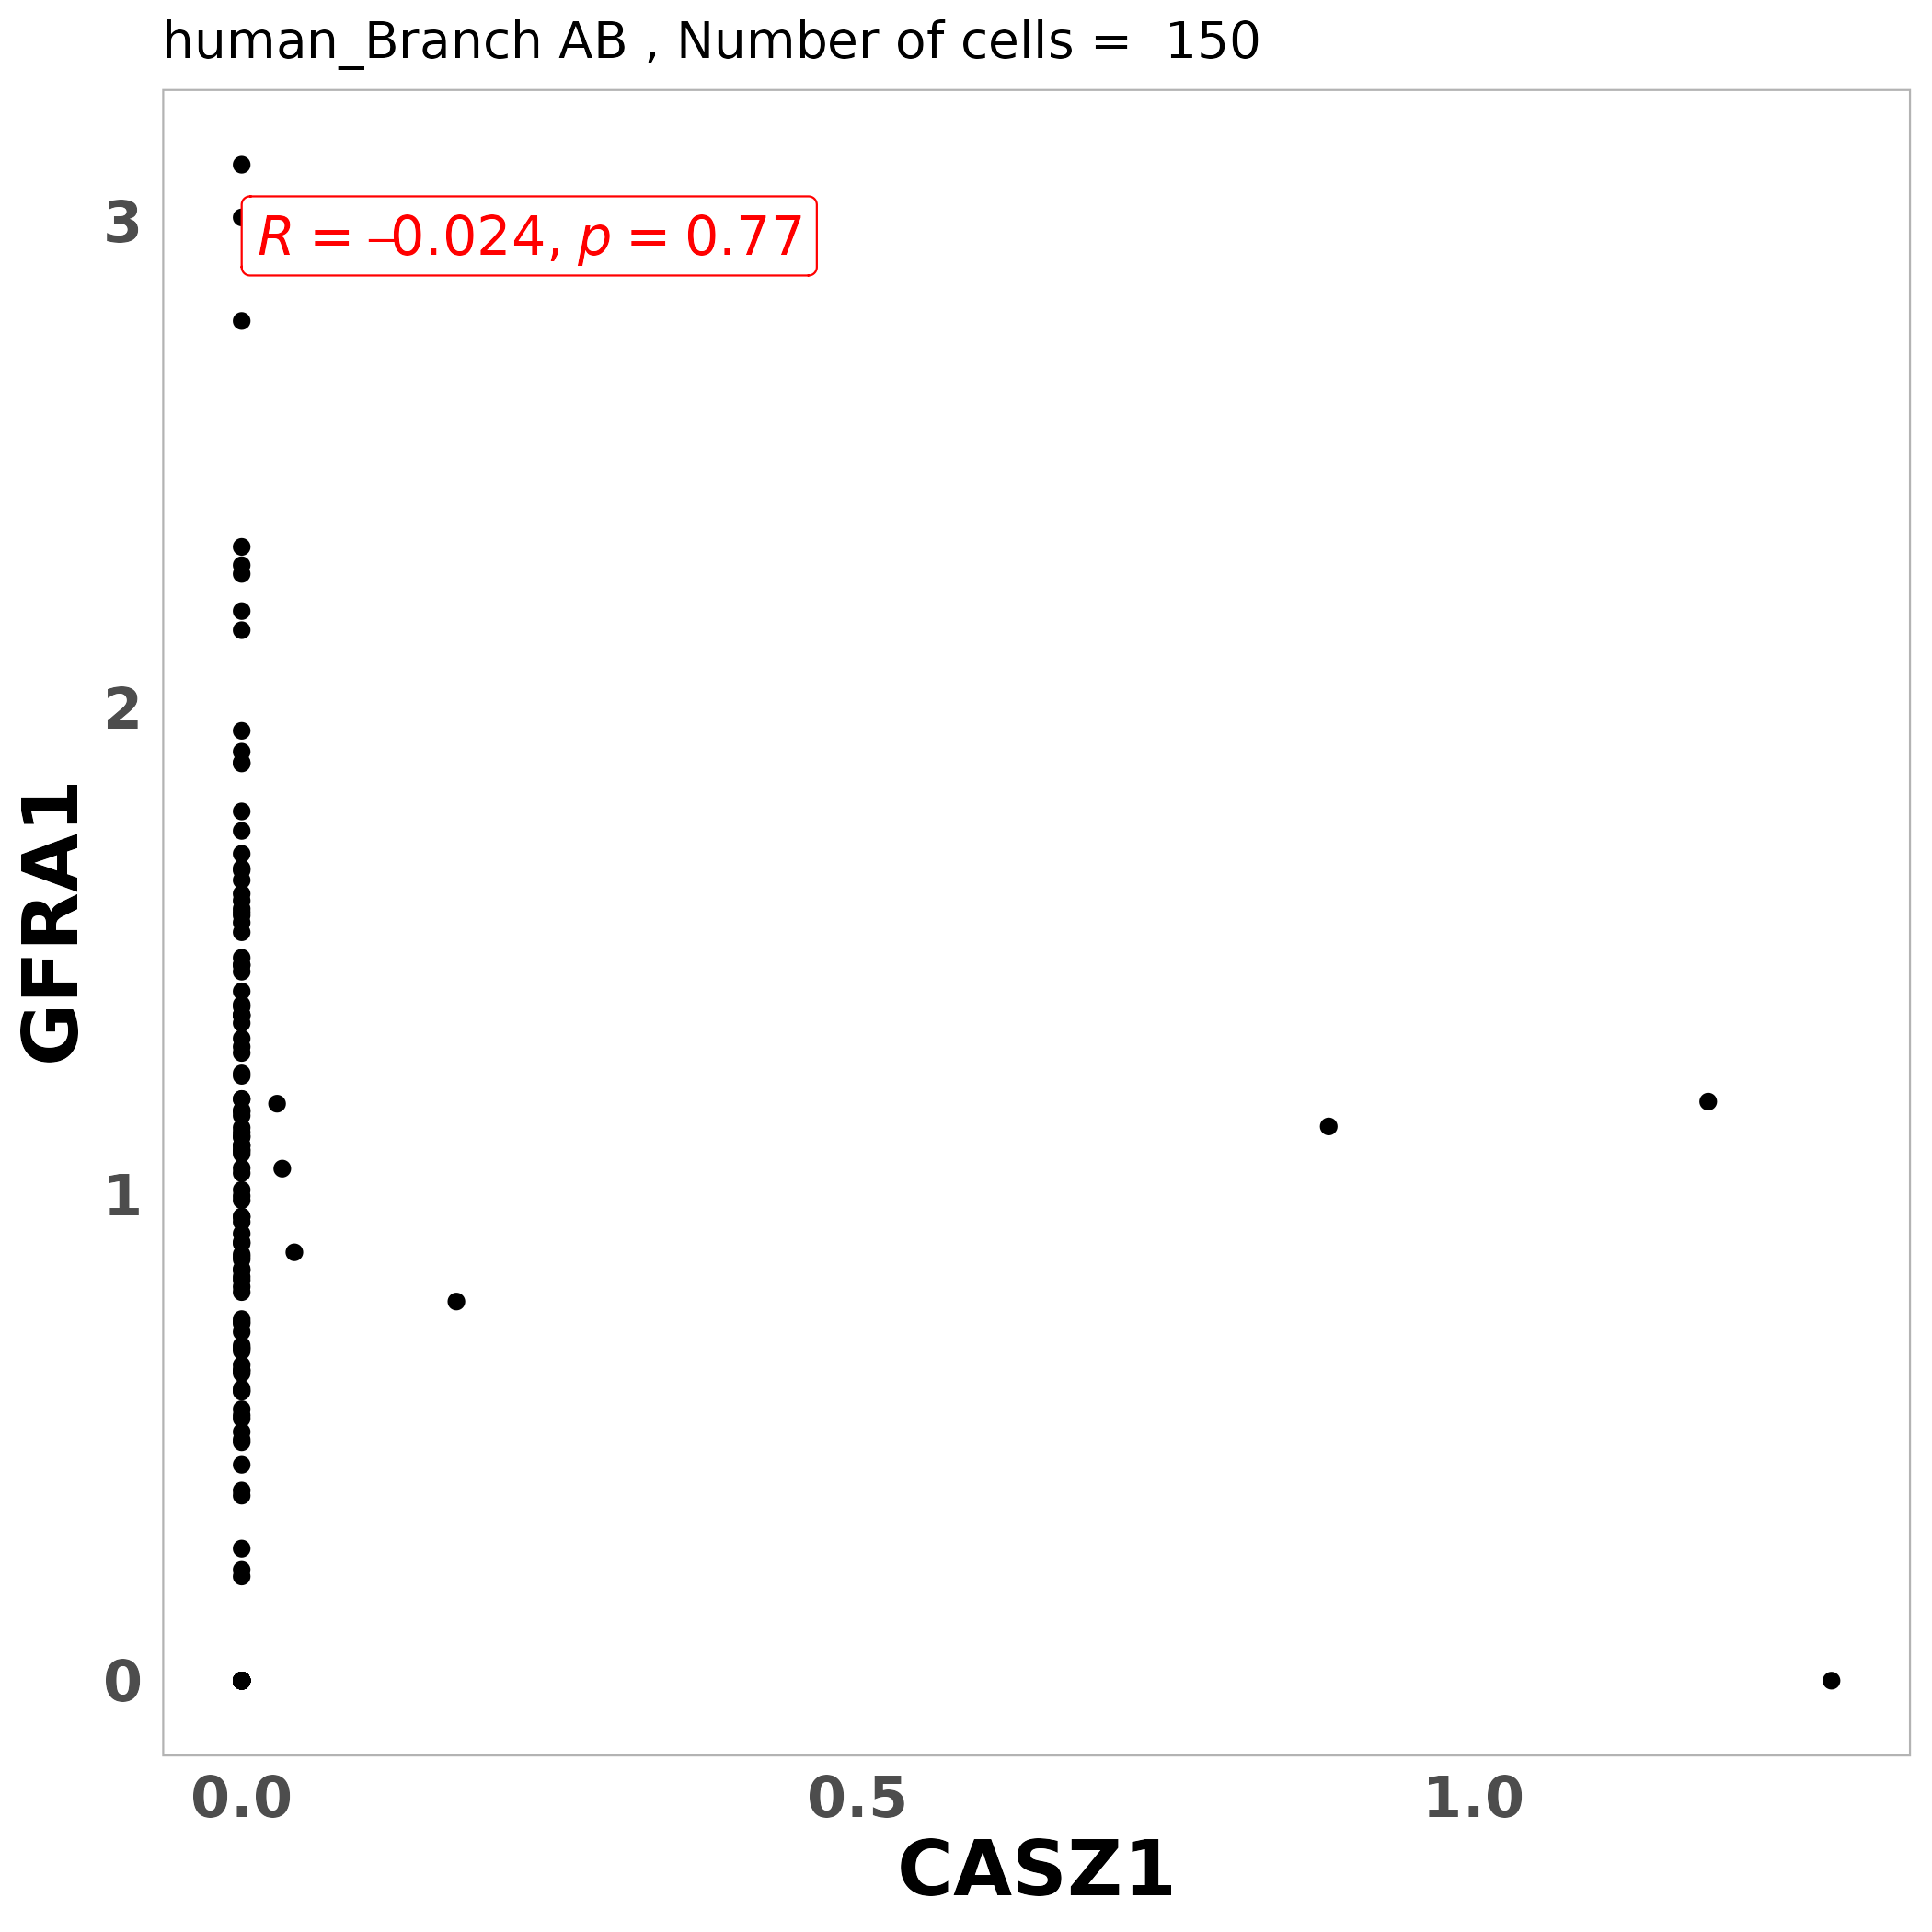 human_Branch AB , Number of cells =  150
R = –0.024, p = 0.77
3
2
1
0
GFRA1
0.0 0.5 1.0
CASZ1